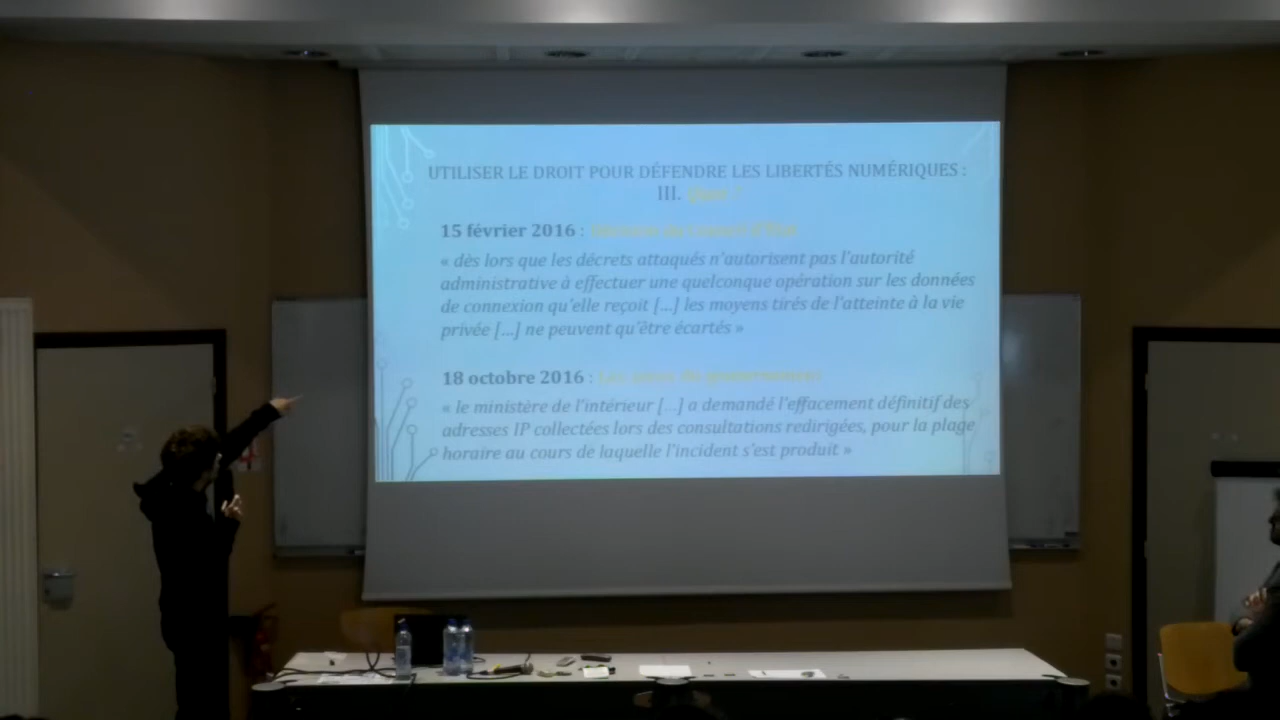 UTILISER LE DROIT POUR DÉFENDRE LES LIBERTÉS NUMÉRIQUES :
III.
15 février 2016 : Décision du Conseil d'État
« dès lors que les décrets attaqués n'autorisent pas l'autorité
administrative à effectuer une quelconque opération sur les données
de connexion qu'elle reçoit [...] les moyens tirés de l'atteinte à la vie
privée [...] ne peuvent qu'être écartés »
18 octobre 2016 :
« le ministère de l'intérieur [...] a demandé l'effacement définitif des
adresses IP collectées lors des consultations redirigées, pour la plage
horaire au cours de laquelle l'incident s'est produit »